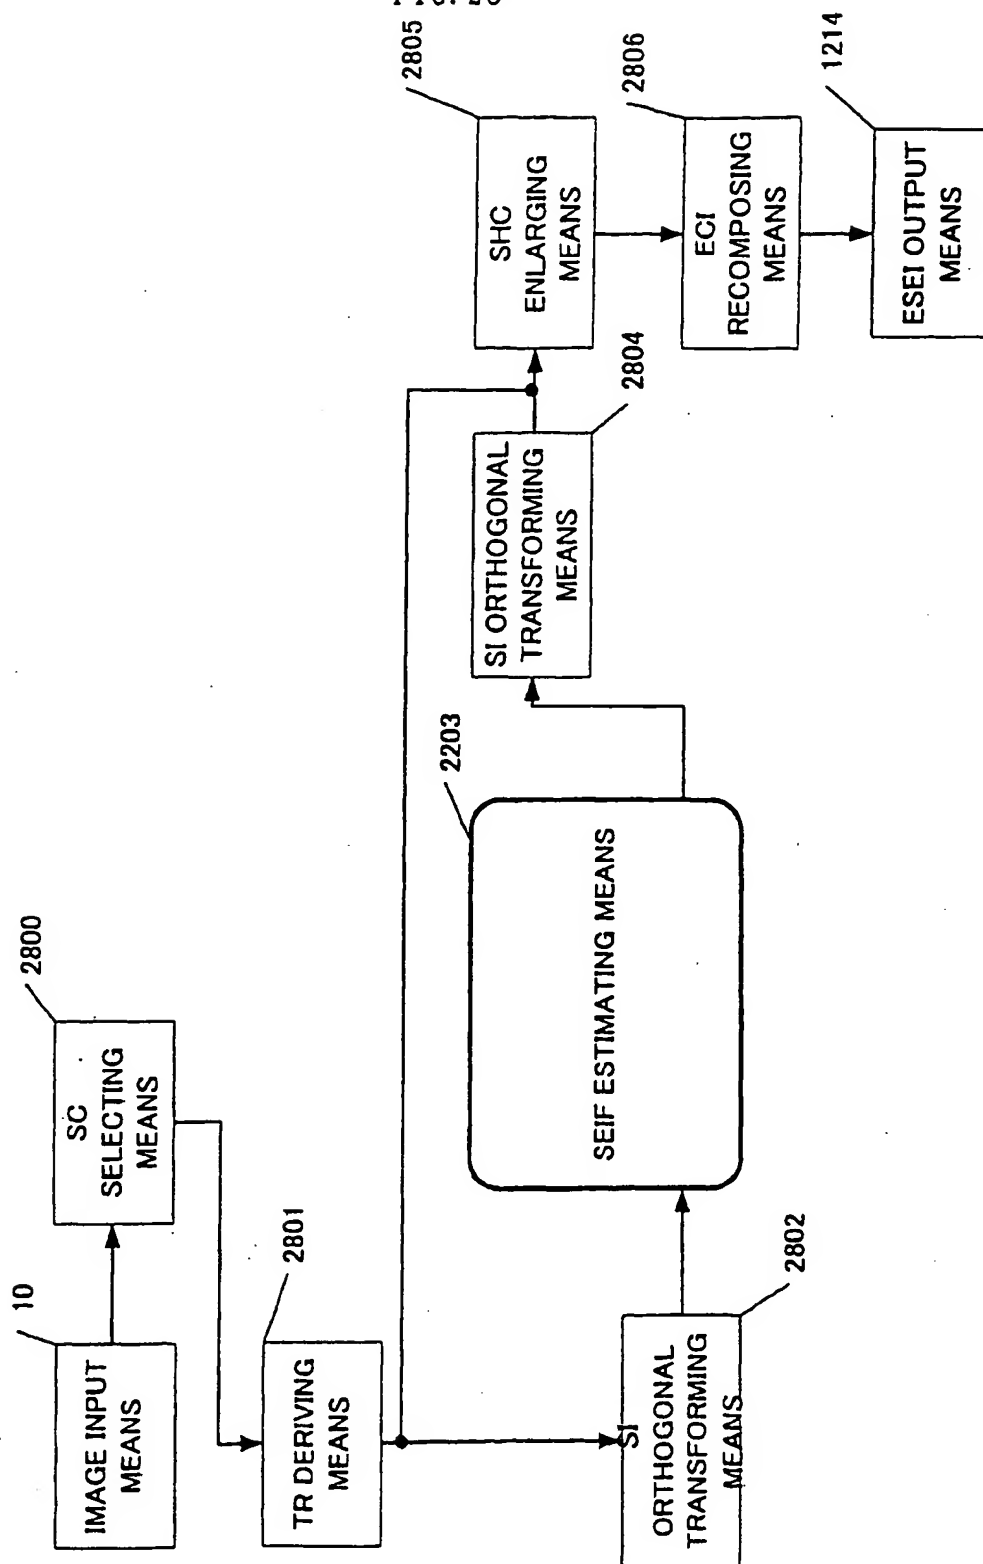 10
IMAGE INPUT
MEANS
2800
SC
SELECTING
MEANS
2801
TR DERIVING
MEANS
2802
SI
ORTHOGONAL
TRANSFORMING
MEANS
2203
SEIF ESTIMATING MEANS
2804
SI ORTHOGONAL
TRANSFORMING
MEANS
2805
SHC
ENLARGING
MEANS
2806
ECI
RECOMPOSING
MEANS
1214
ESEI OUTPUT
MEANS